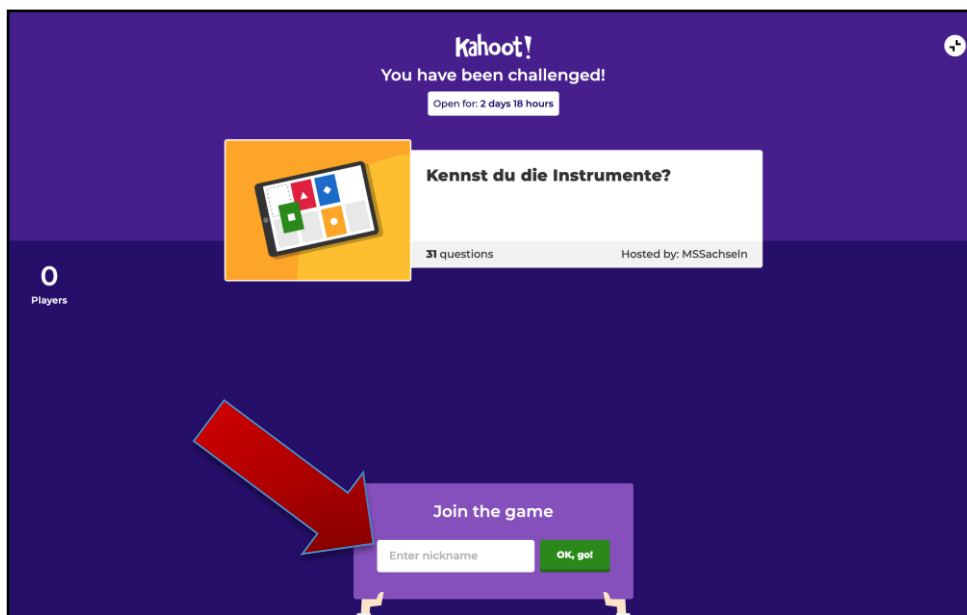 Kahoot!
You have been challenged!
Open for: 2 days 18 hours
Kennst du die Instrumente?
31 questions
Hosted by: MSSachseln
0
Players
Join the game
Enter nickname
OK, go!